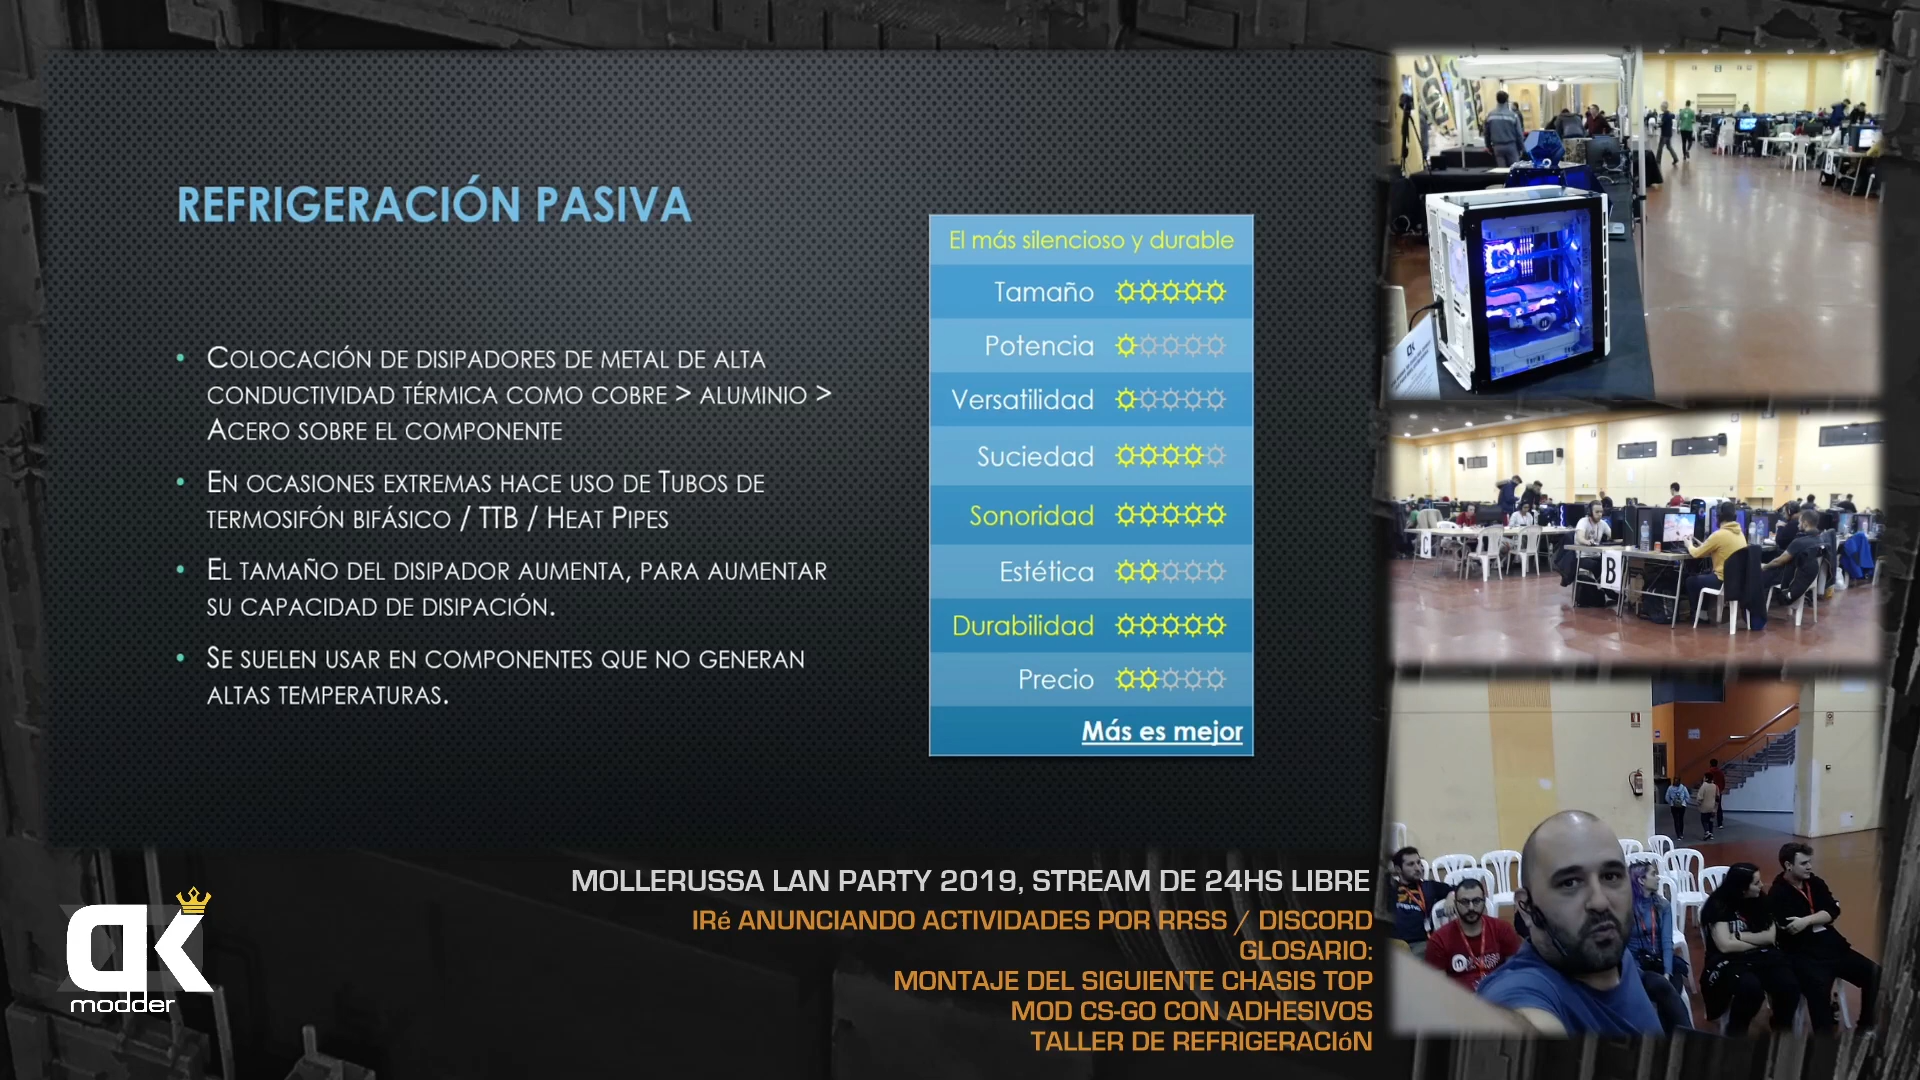 REFRIGERACIÓN PASIVA
• COLOCACIÓN DE DISIPADORES DE METAL DE ALTA
CONDUCTIVIDAD TÉRMICA COMO COBRE > ALUMINIO >
ACERO SOBRE EL COMPONENTE
• EN OCASIONES EXTREMAS HACE USO DE TUBOS DE
TERMOSIFÓN BIFÁSICO / TTB / HEAT PIPES
• EL TAMAÑO DEL DISIPADOR AUMENTA, PARA AUMENTAR
SU CAPACIDAD DE DISIPACIÓN.
• SE SUELEN USAR EN COMPONENTES QUE NO GENERAN
ALTAS TEMPERATURAS.
El más silencioso y durable
Tamaño
Potencia
Versatilidad
Suciedad
Sonoridad
Estética
Durabilidad
Precio
Más es mejor
C
B
DK
modder
MOLLERUSSA LAN PARTY 2019, STREAM DE 24HS LIBRE
IRé ANUNCIANDO ACTIVIDADES POR RRSS / DISCORD
GLOSARIO:
MONTAJE DEL SIGUIENTE CHASIS TOP
MOD CS-GO CON ADHESIVOS
TALLER DE REFRIGERACIóN